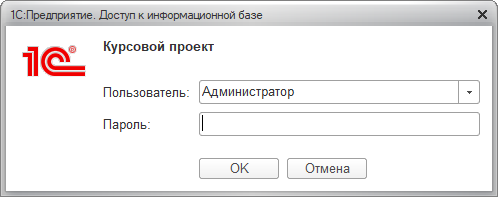 1С:Предприятие. Доступ к информационной базе
Курсовой проект
1С®
Пользователь: Администратор
Пароль:
OK Отмена